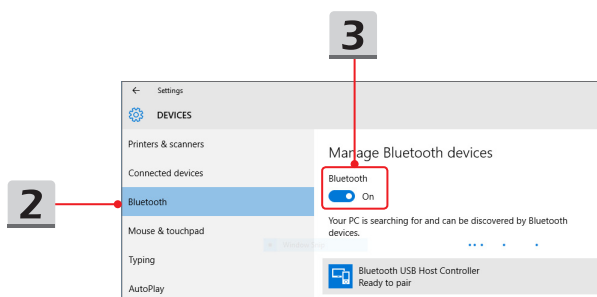 3
← Settings
DEVICES
Printers & scanners
Connected devices
Bluetooth
Mouse & touchpad
Typing
AutoPlay
2
Manage Bluetooth devices
Bluetooth
On
Your PC is searching for and can be discovered by Bluetooth
devices.
Bluetooth USB Host Controller
Ready to pair